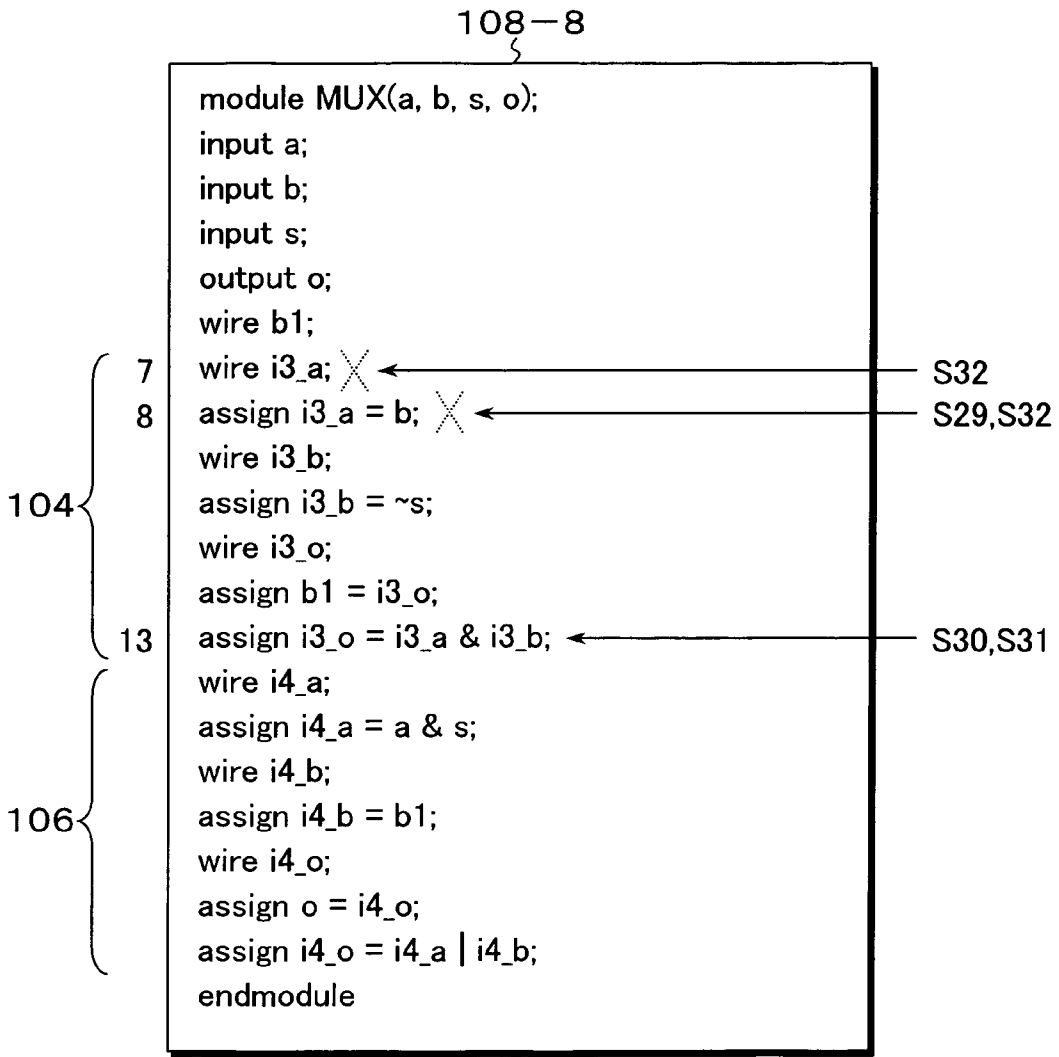 108-8
module MUX(a, b, s, o);
input a;
input b;
input s;
output o;
wire b1;
7 wire i3_a; S32
8 assign i3_a = b; S29,S32
wire i3_b;
104 assign i3_b = ~s;
wire i3_o;
assign b1 = i3_o;
13 assign i3_o = i3_a & i3_b; S30,S31
wire i4_a;
assign i4_a = a & s;
wire i4_b;
106 assign i4_b = b1;
wire i4_o;
assign o = i4_o;
assign i4_o = i4_a | i4_b;
endmodule